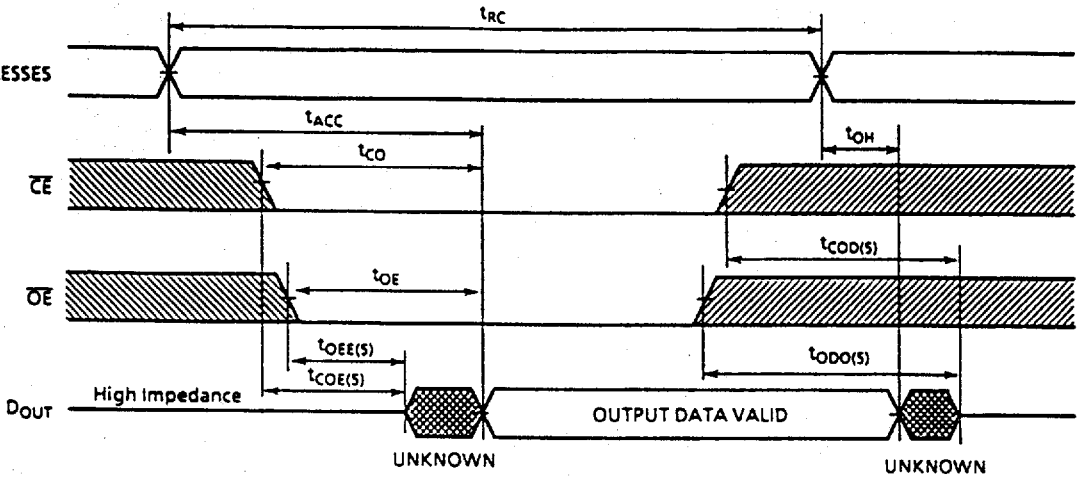 tRC
ESSES
tACC
tOH
tCO
CE
tCOD(5)
tOE
OE
tOEE(5)
tODO(5)
tCOE(5)
High Impedance
DOUT
OUTPUT DATA VALID
UNKNOWN
UNKNOWN